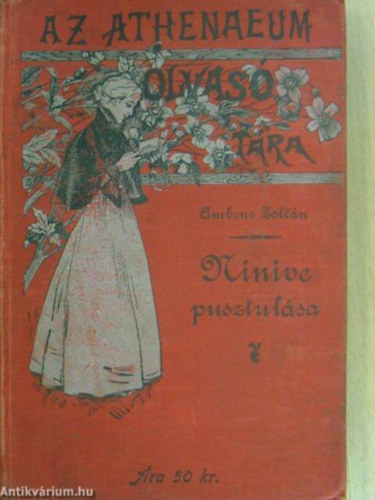 AZ ATHENAEUM
OLVASÓ
TÁRA
Ambrus Zoltán
Ninive
pusztulása
Ára 50 kr.
Antikvárium.hu